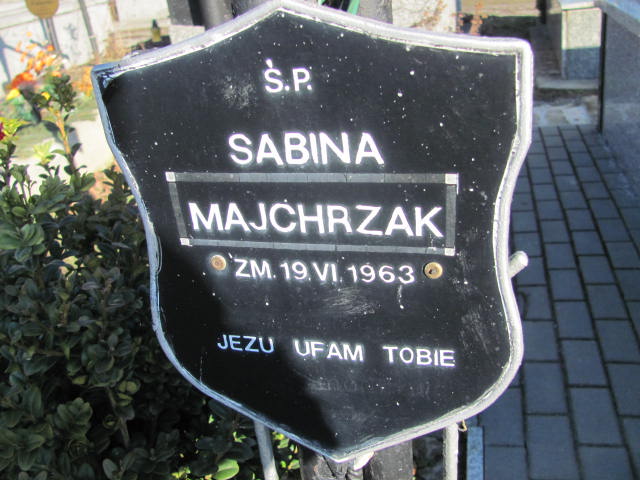 Ś.P.
SABINA
MAJCHRZAK
ZM. 19.VI.1963
JEZU UFAM TOBIE